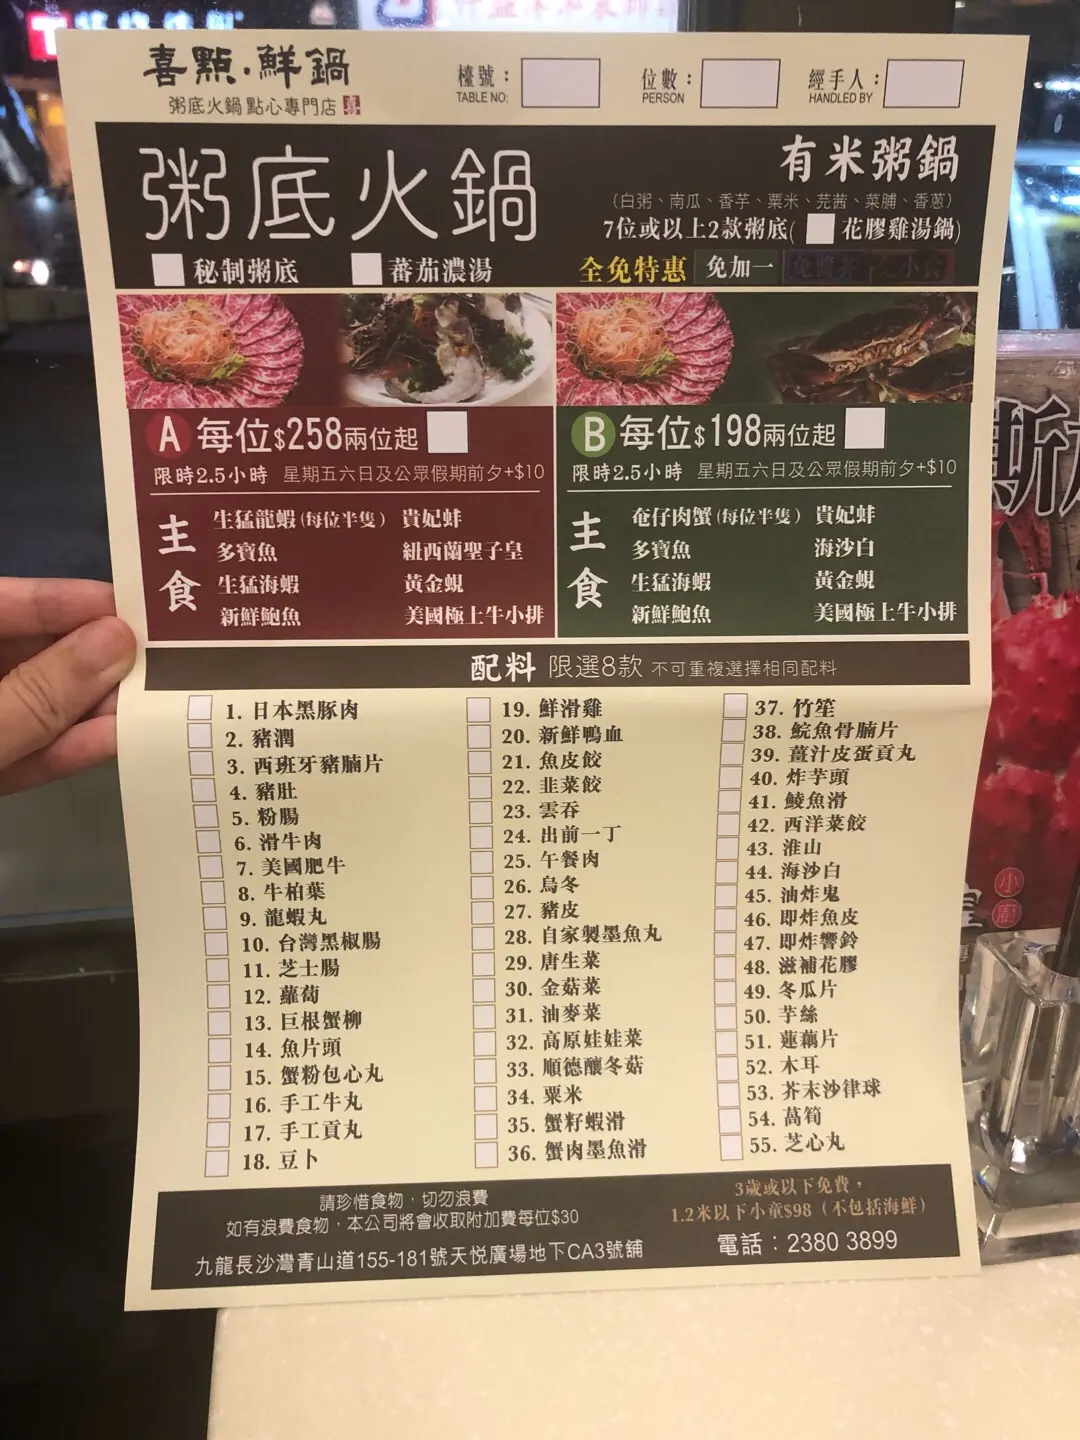 喜點·鮮鍋
粥底火鍋 點心專門店 喜
檯號：
TABLE NO:
位數：
PERSON
經手人：
HANDLED BY
粥底火鍋
秘制粥底
蕃茄濃湯
有米粥鍋
(白粥、南瓜、香芋、粟米、芫茜、菜脯、香蔥)
7位或以上2款粥底( 花膠雞湯鍋)
全免特惠 免加一
A 每位$258兩位起
限時2.5小時 星期五六日及公眾假期前夕+$10
主食
生猛龍蝦(每位半隻) 貴妃蚌
多寶魚 紐西蘭聖子皇
生猛海蝦 黃金蜆
新鮮鮑魚 美國極上牛小排
B 每位$198兩位起
限時2.5小時 星期五六日及公眾假期前夕+$10
主食
奄仔肉蟹(每位半隻) 貴妃蚌
多寶魚 海沙白
生猛海蝦 黃金蜆
新鮮鮑魚 美國極上牛小排
配料 限選8款 不可重複選擇相同配料
1. 日本黑豚肉
2. 豬潤
3. 西班牙豬腩片
4. 豬肚
5. 粉腸
6. 滑牛肉
7. 美國肥牛
8. 牛柏葉
9. 龍蝦丸
10. 台灣黑椒腸
11. 芝士腸
12. 蘿蔔
13. 巨根蟹柳
14. 魚片頭
15. 蟹粉包心丸
16. 手工牛丸
17. 手工貢丸
18. 豆卜
19. 鮮滑雞
20. 新鮮鴨血
21. 魚皮餃
22. 韭菜餃
23. 雲吞
24. 出前一丁
25. 午餐肉
26. 烏冬
27. 豬皮
28. 自家製墨魚丸
29. 唐生菜
30. 金菇菜
31. 油麥菜
32. 高原娃娃菜
33. 順德釀冬菇
34. 粟米
35. 蟹籽蝦滑
36. 蟹肉墨魚滑
37. 竹笙
38. 鯇魚骨腩片
39. 薑汁皮蛋貢丸
40. 炸芋頭
41. 鯪魚滑
42. 西洋菜餃
43. 淮山
44. 海沙白
45. 油炸鬼
46. 即炸魚皮
47. 即炸響鈴
48. 滋補花膠
49. 冬瓜片
50. 芋絲
51. 蓮藕片
52. 木耳
53. 芥末沙律球
54. 萵筍
55. 芝心丸
請珍惜食物，切勿浪費
如有浪費食物，本公司將會收取附加費每位$30
九龍長沙灣青山道155-181號天悦廣場地下CA3號舖
3歲或以下免費，
1.2米以下小童$98（不包括海鮮）
電話：2380 3899
小廚